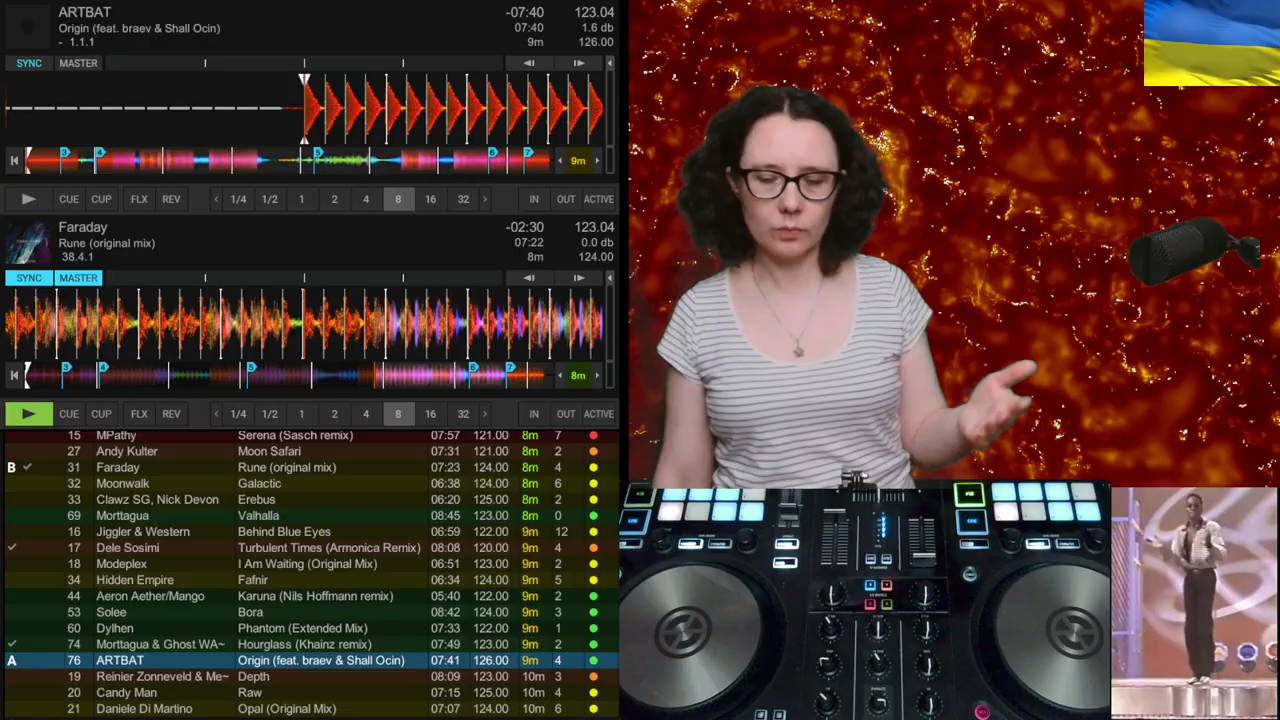 ARTBAT -07:40 123.04
Origin (feat. braev & Shall Ocin) 07:40 1.6 db
- 1.1.1 9m 126.00
SYNC MASTER
3 4 5 6 7 9m
CUE CUP FLX REV 1/4 1/2 1 2 4 8 16 32 IN OUT ACTIVE
Faraday -02:30 123.04
Rune (original mix) 07:22 0.0 db
38.4.1 8m 124.00
SYNC MASTER
3 4 5 6 7 8m
CUE CUP FLX REV 1/4 1/2 1 2 4 8 16 32 IN OUT ACTIVE
15 MPathy Serena (Sasch remix) 07:57 121.00 8m 7
27 Andy Kulter Moon Safari 07:31 121.00 8m 2
B 31 Faraday Rune (original mix) 07:23 124.00 8m 4
32 Moonwalk Galactic 06:38 124.00 8m 6
33 Clawz SG, Nick Devon Erebus 06:20 125.00 8m 5
69 Morttagua Valhalla 08:45 123.00 8m 0
16 Jiggler & Western Behind Blue Eyes 06:59 122.00 9m 12
17 Dele Sosimi Turbulent Times (Armonica Remix) 08:08 120.00 9m 4
18 Modeplex I Am Waiting (Original Mix) 06:51 123.00 9m 2
34 Hidden Empire Fafnir 06:34 124.00 9m 5
44 Aeron Aether/Mango Karuna (Nils Hoffmann remix) 05:40 122.00 9m 2
53 Solee Bora 08:42 124.00 9m 3
60 Dylhen Phantom (Extended Mix) 07:33 122.00 9m 1
74 Morttagua & Ghost WA~ Hourglass (Khainz remix) 07:49 123.00 9m 2
A 76 ARTBAT Origin (feat. braev & Shall Ocin) 07:41 126.00 9m 4
19 Reinier Zonneveld & Me~ Depth 08:09 123.00 10m 3
20 Candy Man Raw 07:15 125.00 10m 4
21 Daniele Di Martino Opal (Original Mix) 07:07 124.00 10m 6